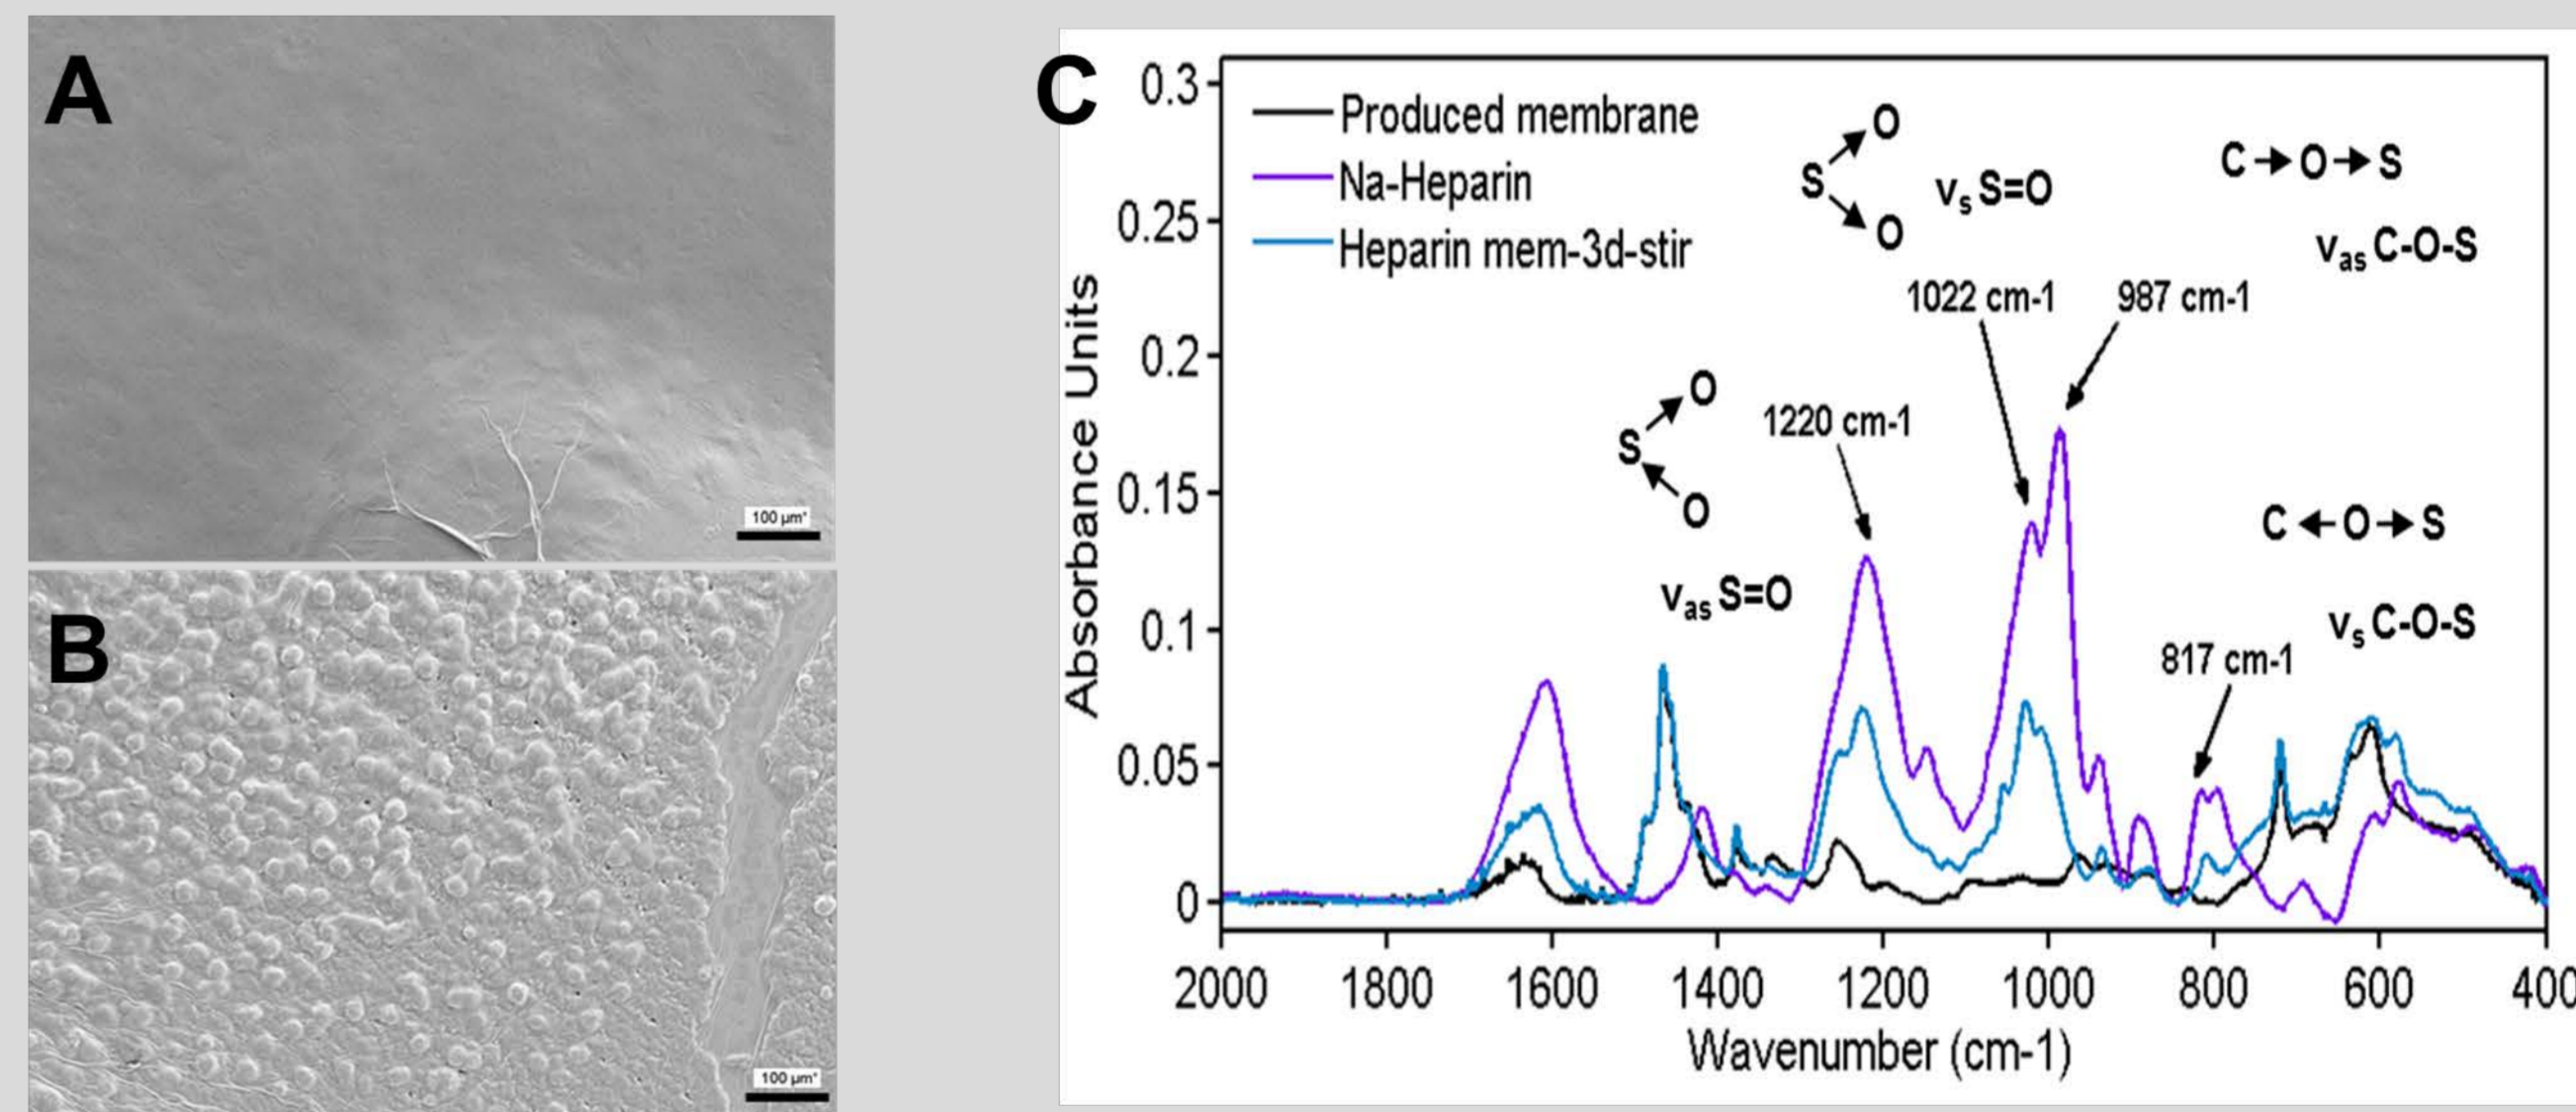 A
100 µm
B
100 µm
C
Produced membrane
Na-Heparin
Heparin mem-3d-stir
S O O
vs S=O
C O S
vas C-O-S
1022 cm-1
987 cm-1
S O O
1220 cm-1
vas S=O
C O S
vs C-O-S
817 cm-1
Absorbance Units
0.3
0.25
0.2
0.15
0.1
0.05
0
2000 1800 1600 1400 1200 1000 800 600 400
Wavenumber (cm-1)